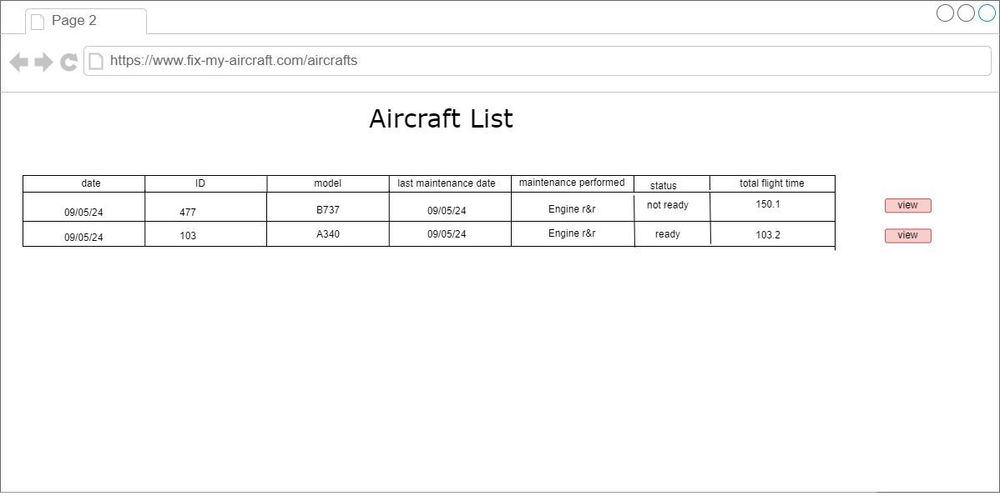 Page 2
https://www.fix-my-aircraft.com/aircrafts
Aircraft List
date ID model last maintenance date maintenance performed status total flight time
09/05/24 477 B737 09/05/24 Engine r&r not ready 150.1 view
09/05/24 103 A340 09/05/24 Engine r&r ready 103.2 view